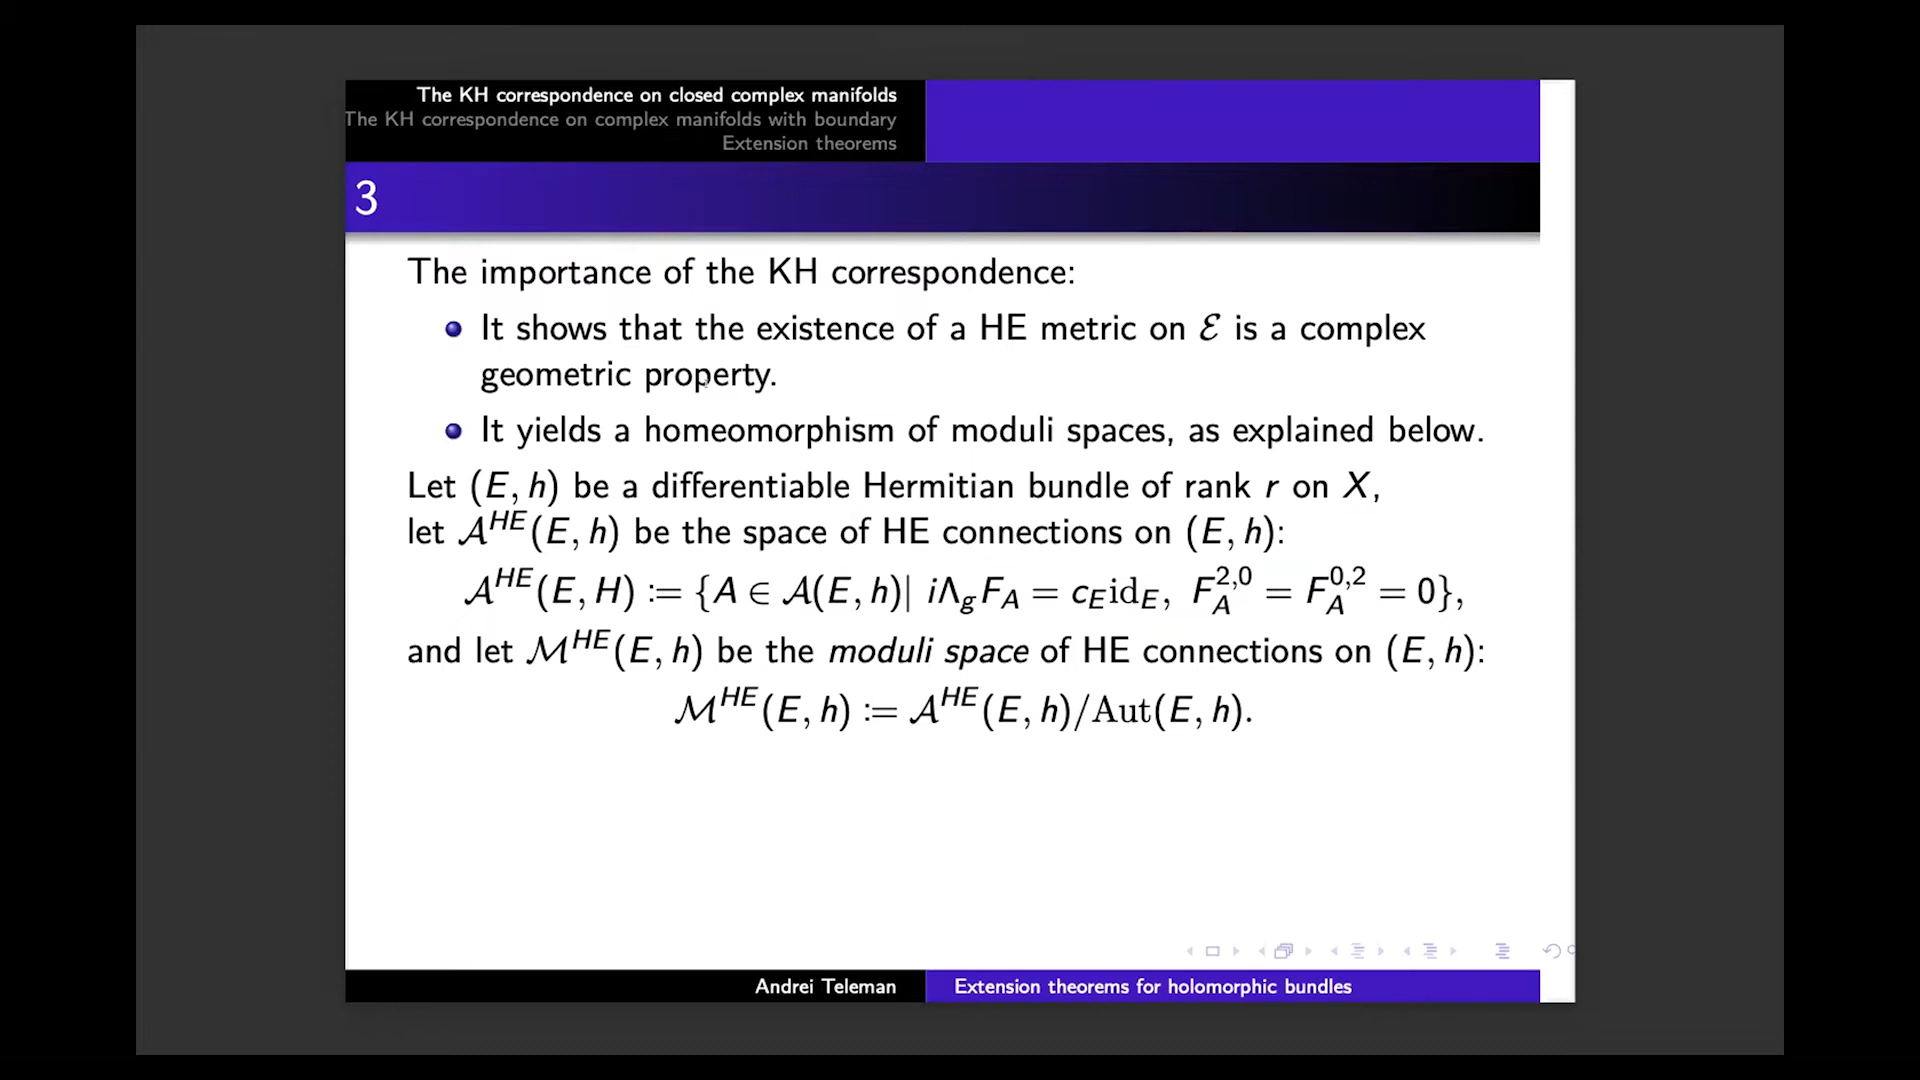 The KH correspondence on closed complex manifolds
The KH correspondence on complex manifolds with boundary
Extension theorems
3
The importance of the KH correspondence:
It shows that the existence of a HE metric on ℰ is a complex
geometric property.
It yields a homeomorphism of moduli spaces, as explained below.
Let (E, h) be a differentiable Hermitian bundle of rank r on X,
let 𝒜^{HE}(E, h) be the space of HE connections on (E, h):
𝒜^{HE}(E, H) := {A ∈ 𝒜(E, h)| iΛ_g F_A = c_E id_E, F_A^{2,0} = F_A^{0,2} = 0},
and let ℳ^{HE}(E, h) be the moduli space of HE connections on (E, h):
ℳ^{HE}(E, h) := 𝒜^{HE}(E, h)/Aut(E, h).
Andrei Teleman
Extension theorems for holomorphic bundles